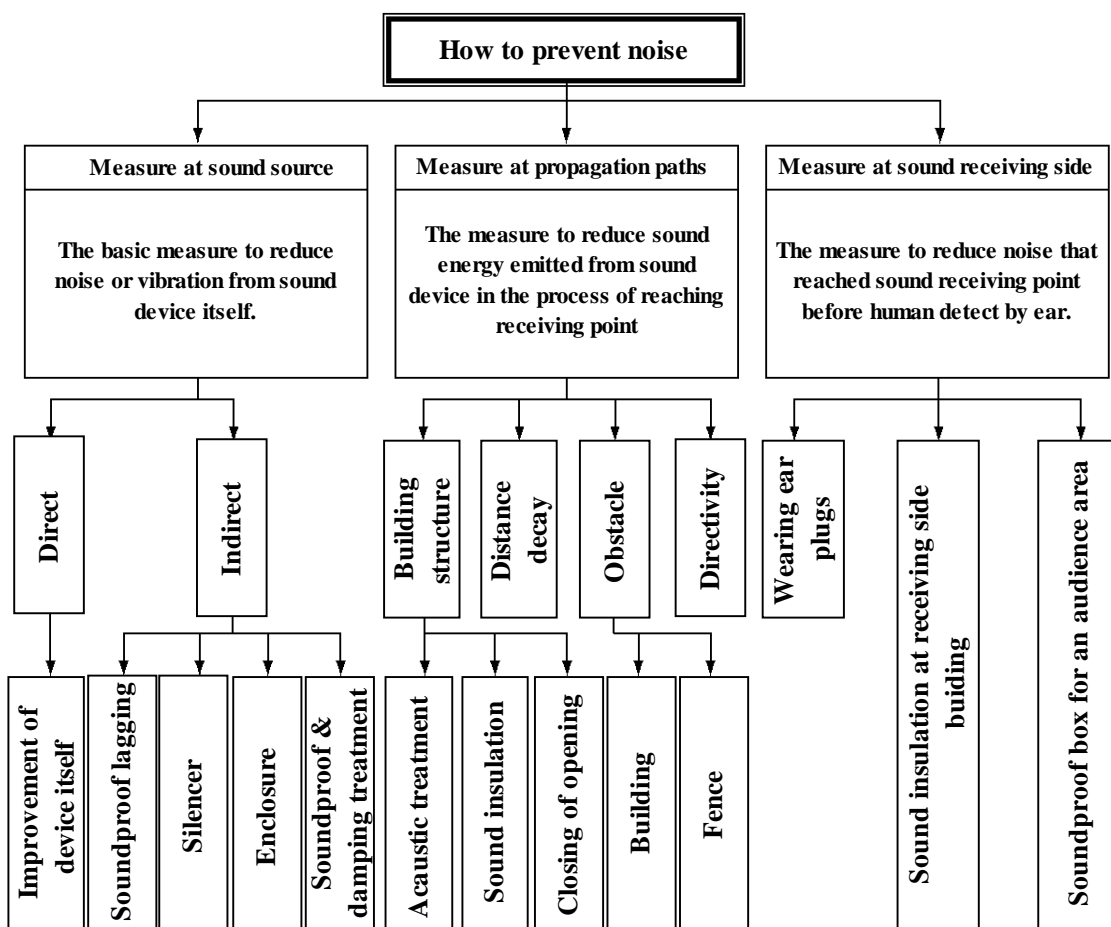 How to prevent noise
Measure at sound source
The basic measure to reduce
noise or vibration from sound
device itself.
Measure at propagation paths
The measure to reduce sound
energy emitted from sound
device in the process of reaching
receiving point
Measure at sound receiving side
The measure to reduce noise that
reached sound receiving point
before human detect by ear.
Direct
Indirect
Building
structure
Distance
decay
Obstacle
Directivity
Wearing ear
plugs
Sound insulation at receiving side
buiding
Soundproof box for an audience area
Improvement of
device itself
Soundproof lagging
Silencer
Enclosure
Soundproof &
damping treatment
Acaustic treatment
Sound insulation
Closing of opening
Building
Fence